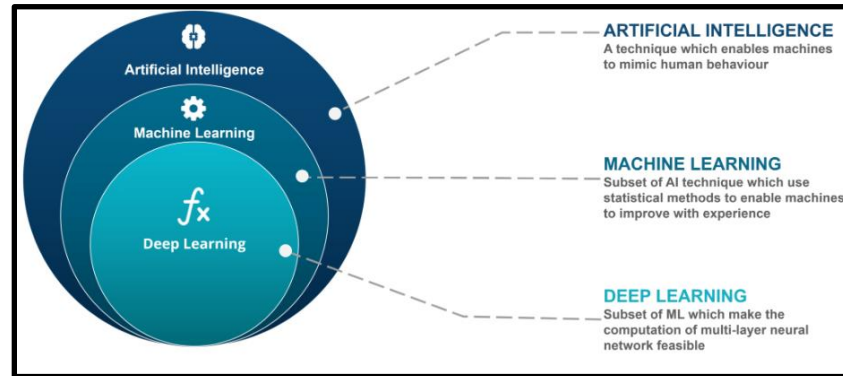 Artificial Intelligence
Machine Learning
fx
Deep Learning
ARTIFICIAL INTELLIGENCE
A technique which enables machines
to mimic human behaviour
MACHINE LEARNING
Subset of AI technique which use
statistical methods to enable machines
to improve with experience
DEEP LEARNING
Subset of ML which make the
computation of multi-layer neural
network feasible